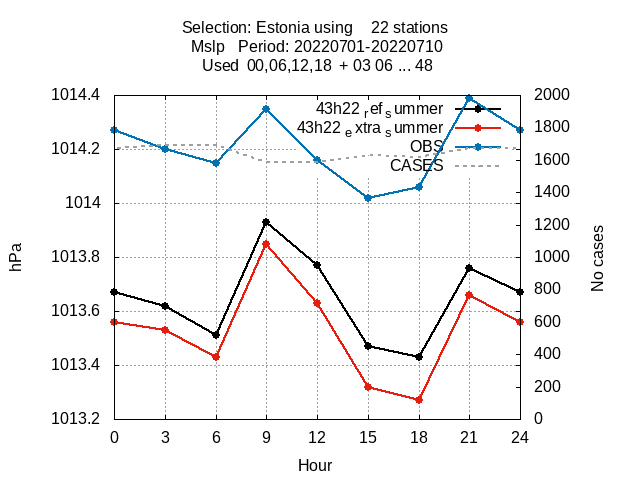 Selection: Estonia using    22 stations
Mslp   Period: 20220701-20220710
Used  00,06,12,18  + 03 06 ... 48
43h22 ref summer
43h22 extra summer
OBS
CASES
hPa
1014.4
1014.2
1014
1013.8
1013.6
1013.4
1013.2
2000
1800
1600
1400
1200
1000
800
600
400
200
0
No cases
0 3 6 9 12 15 18 21 24
Hour